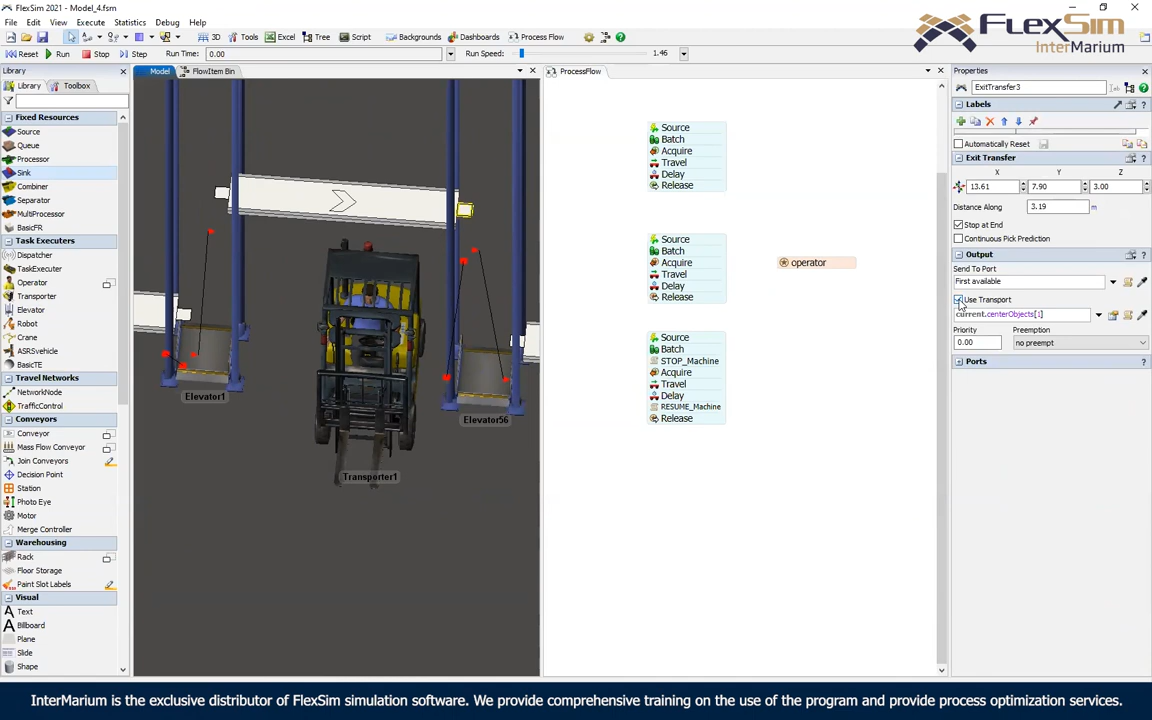 FlexSim 2021 - Model_4.fsm
File Edit View Execute Statistics Debug Help
3D Tools Excel Tree Script Backgrounds Dashboards Process Flow
Reset Run Stop Step Run Time: 0.00 Run Speed: 1.46
FLEXSIM
InterMarium
Library
Library Toolbox
Fixed Resources
Source
Queue
Processor
Sink
Combiner
Separator
MultiProcessor
BasicFR
Task Executers
Dispatcher
TaskExecuter
Operator
Transporter
Elevator
Robot
Crane
ASRSvehicle
BasicTE
Travel Networks
NetworkNode
TrafficControl
Conveyors
Conveyor
Mass Flow Conveyor
Join Conveyors
Decision Point
Station
Photo Eye
Motor
Merge Controller
Warehousing
Rack
Floor Storage
Paint Slot Labels
Visual
Text
Billboard
Plane
Slide
Shape
Model FlowItem Bin
Elevator1
Elevator56
Transporter1
ProcessFlow
Source
Batch
Acquire
Travel
Delay
Release
Source
Batch
Acquire
Travel
Delay
Release
operator
Source
Batch
STOP_Machine
Acquire
Travel
Delay
RESUME_Machine
Release
Properties
ExitTransfer3
Labels
Automatically Reset
Exit Transfer
X Y Z
13.61 7.90 3.00
Distance Along 3.19 m
Stop at End
Continuous Pick Prediction
Output
Send To Port
First available
Use Transport
current.centerObjects[1]
Priority Preemption
0.00 no preempt
Ports
InterMarium is the exclusive distributor of FlexSim simulation software. We provide comprehensive training on the use of the program and provide process optimization services.